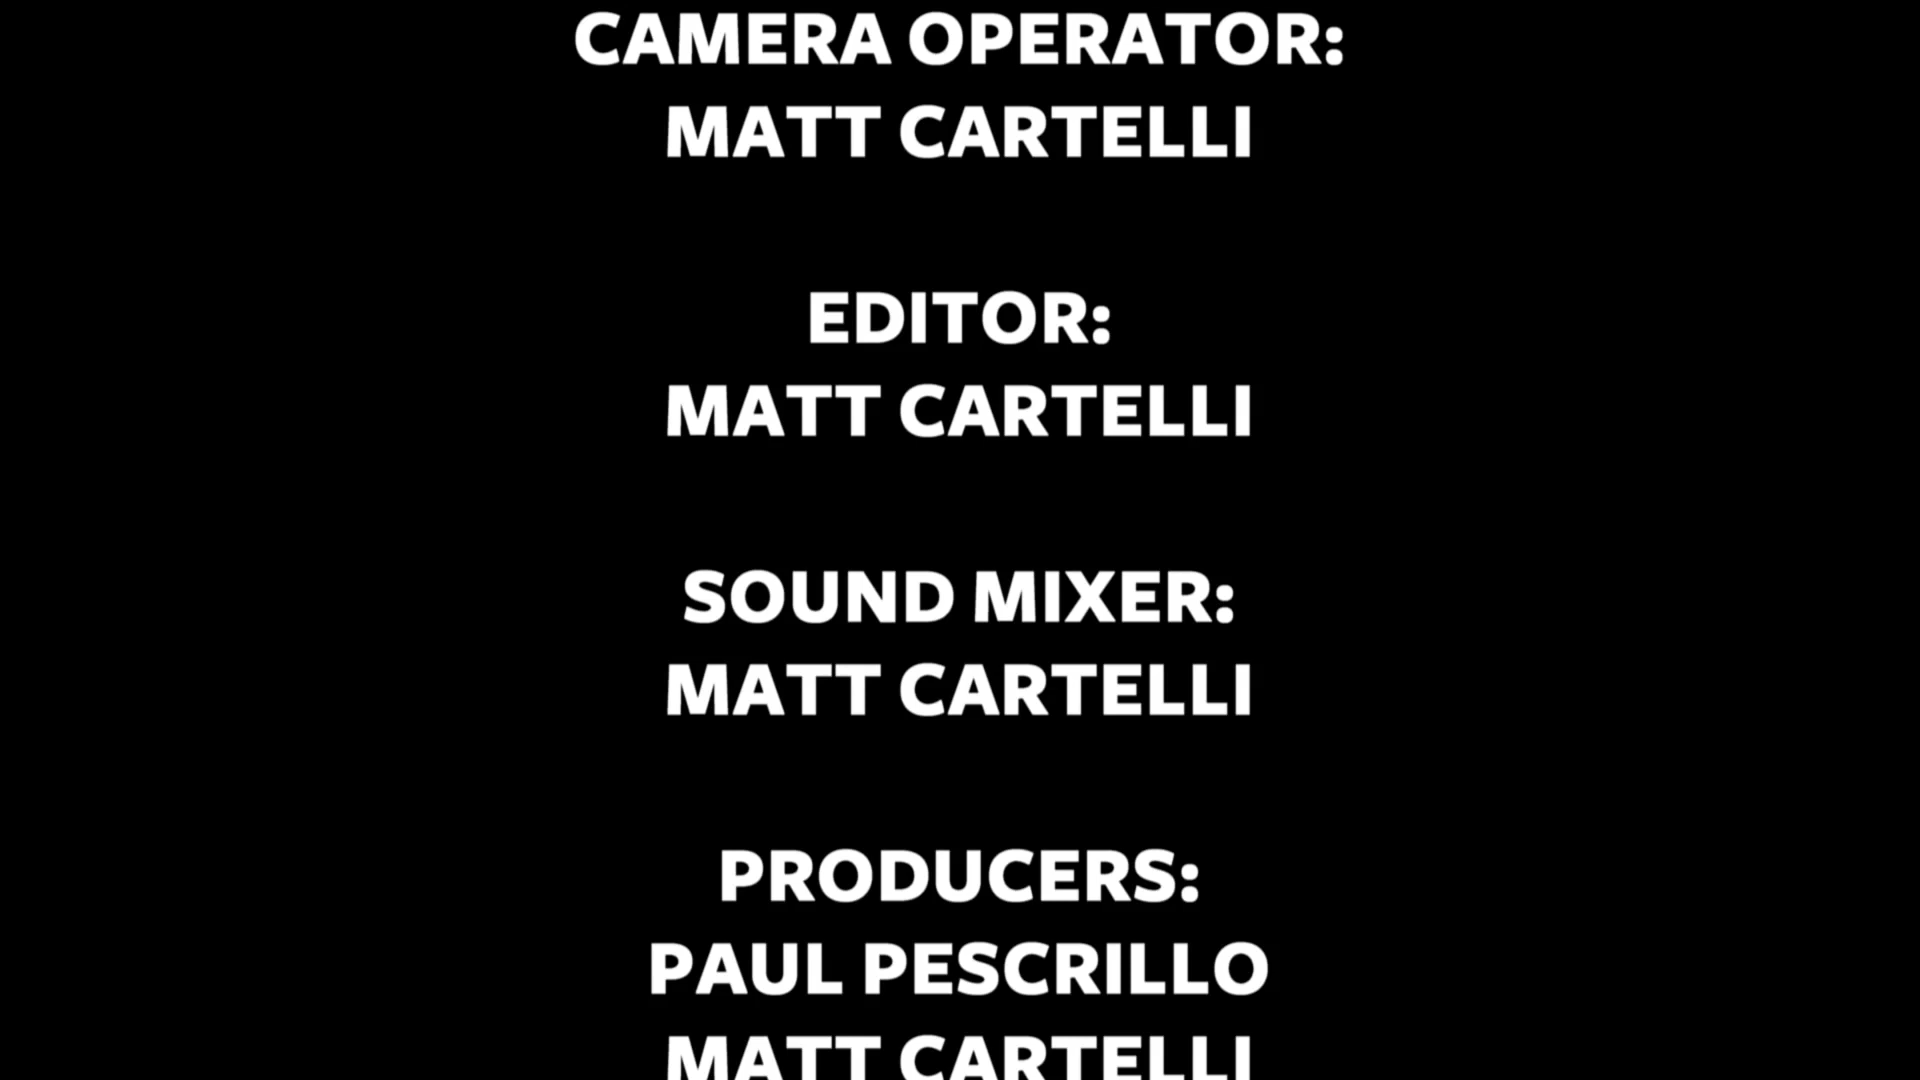 CAMERA OPERATOR:
MATT CARTELLI
EDITOR:
MATT CARTELLI
SOUND MIXER:
MATT CARTELLI
PRODUCERS:
PAUL PESCRILLO
MATT CARTELLI